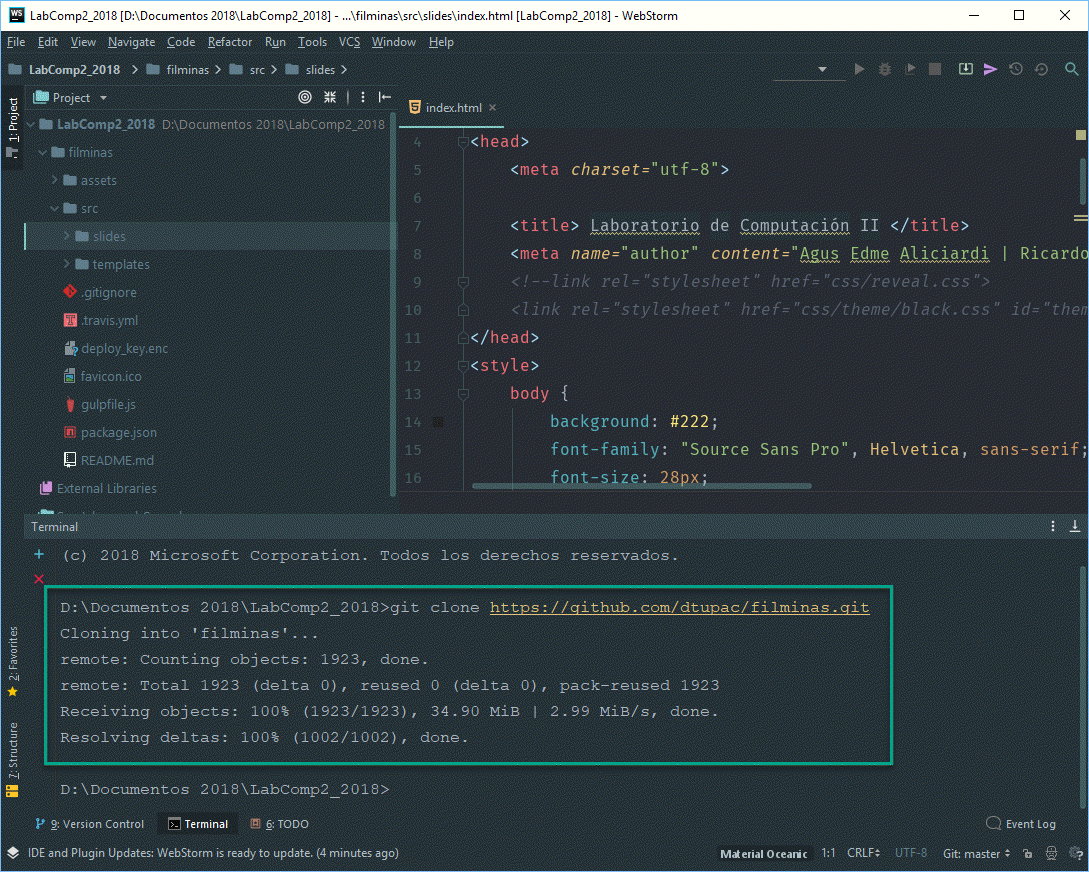 WS LabComp2_2018 [D:\Documentos 2018\LabComp2_2018] - ...\filminas\src\slides\index.html [LabComp2_2018] - WebStorm
File Edit View Navigate Code Refactor Run Tools VCS Window Help
LabComp2_2018 filminas src slides
1: Project
Project
LabComp2_2018 D:\Documentos 2018\LabComp2_2018
filminas
assets
src
slides
templates
.gitignore
.travis.yml
deploy_key.enc
favicon.ico
gulpfile.js
package.json
README.md
External Libraries
index.html
4 <head>
5 <meta charset="utf-8">
6
7 <title> Laboratorio de Computación II </title>
8 <meta name="author" content="Agus Edme Aliciardi | Ricardo
9 <!--link rel="stylesheet" href="css/reveal.css">
10 <link rel="stylesheet" href="css/theme/black.css" id="them
11 </head>
12 <style>
13 body {
14 background: #222;
15 font-family: "Source Sans Pro", Helvetica, sans-serif;
16 font-size: 28px;
Terminal
(c) 2018 Microsoft Corporation. Todos los derechos reservados.
D:\Documentos 2018\LabComp2_2018>git clone https://github.com/dtupac/filminas.git
Cloning into 'filminas'...
remote: Counting objects: 1923, done.
remote: Total 1923 (delta 0), reused 0 (delta 0), pack-reused 1923
Receiving objects: 100% (1923/1923), 34.90 MiB | 2.99 MiB/s, done.
Resolving deltas: 100% (1002/1002), done.
D:\Documentos 2018\LabComp2_2018>
2: Favorites
7: Structure
9: Version Control Terminal 6: TODO Event Log
IDE and Plugin Updates: WebStorm is ready to update. (4 minutes ago) Material Oceanic 1:1 CRLF UTF-8 Git: master